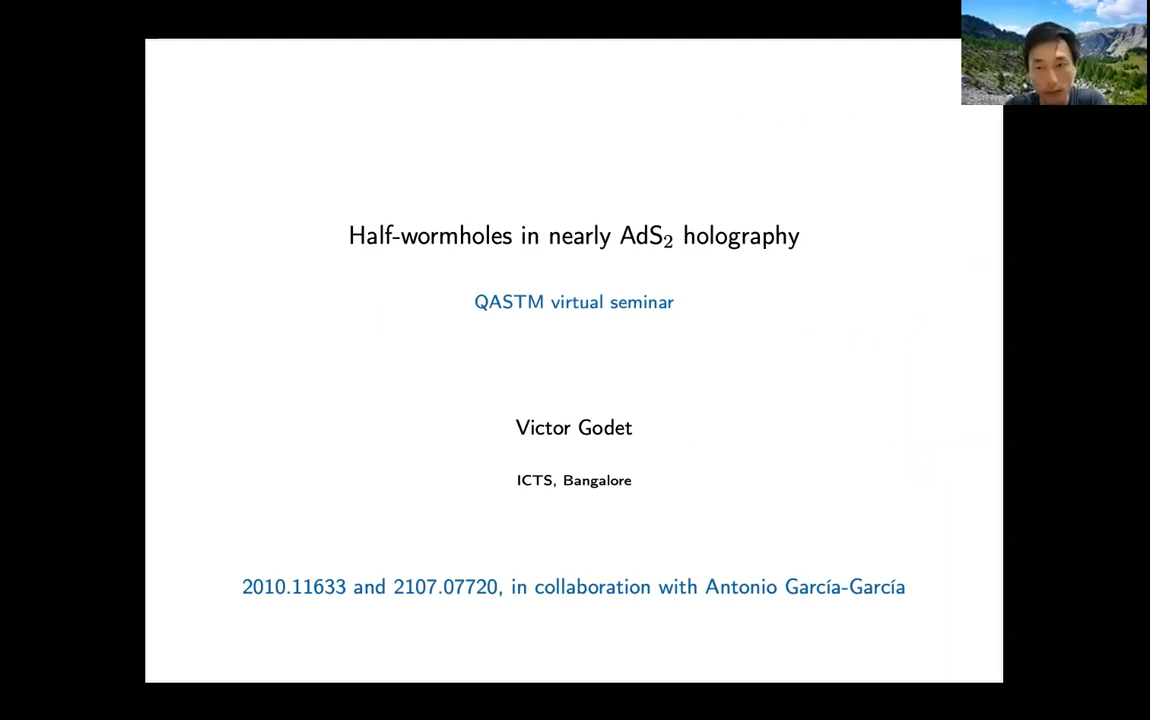 Half-wormholes in nearly AdS₂ holography
QASTM virtual seminar
Victor Godet
ICTS, Bangalore
2010.11633 and 2107.07720, in collaboration with Antonio García-García